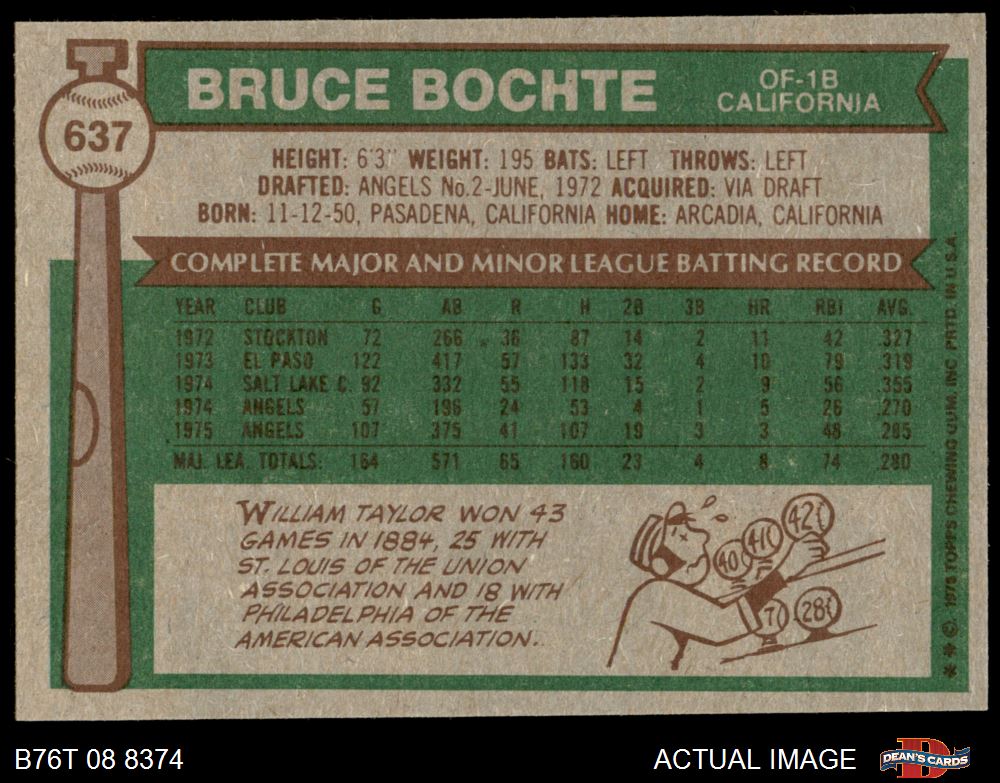 637
BRUCE BOCHTE
OF-1B
CALIFORNIA
HEIGHT: 6'3" WEIGHT: 195 BATS: LEFT THROWS: LEFT
DRAFTED: ANGELS No.2-JUNE, 1972 ACQUIRED: VIA DRAFT
BORN: 11-12-50, PASADENA, CALIFORNIA HOME: ARCADIA, CALIFORNIA
COMPLETE MAJOR AND MINOR LEAGUE BATTING RECORD
YEAR CLUB G AB R H 2B 3B HR RBI AVG.
1972 STOCKTON 72 266 36 87 14 2 11 42 .327
1973 EL PASO 122 417 57 133 32 4 10 79 .319
1974 SALT LAKE C. 92 332 55 118 15 2 9 56 .355
1974 ANGELS 57 196 24 53 4 1 5 26 .270
1975 ANGELS 107 375 41 107 19 3 3 48 .285
MAJ. LEA. TOTALS: 164 571 65 160 23 4 8 74 .280
WILLIAM TAYLOR WON 43
GAMES IN 1884, 25 WITH
ST. LOUIS OF THE UNION
ASSOCIATION AND 18 WITH
PHILADELPHIA OF THE
AMERICAN ASSOCIATION.
40 41 42
7 28
** © 1976 TOPPS CHEWING GUM, INC. PRTD. IN U.S.A.
B76T 08 8374
ACTUAL IMAGE
DEAN'S CARDS